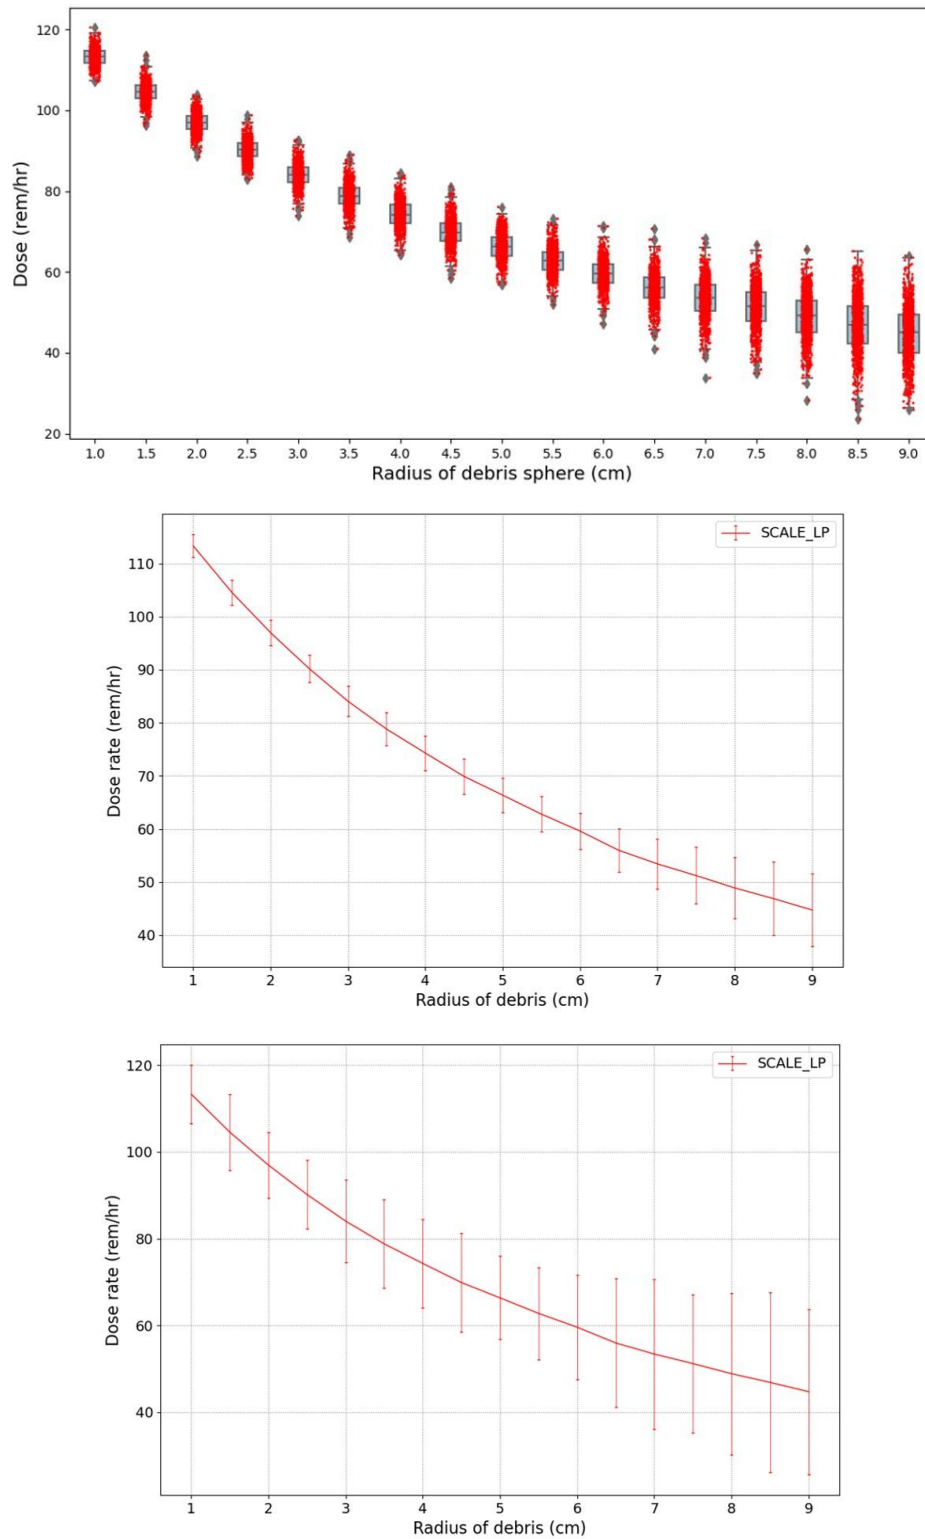 120
100
80
60
40
20
Dose (rem/hr)
1.0 1.5 2.0 2.5 3.0 3.5 4.0 4.5 5.0 5.5 6.0 6.5 7.0 7.5 8.0 8.5 9.0
Radius of debris sphere (cm)
SCALE_LP
110
100
90
80
70
60
50
40
Dose rate (rem/hr)
1 2 3 4 5 6 7 8 9
Radius of debris (cm)
SCALE_LP
120
100
80
60
40
Dose rate (rem/hr)
1 2 3 4 5 6 7 8 9
Radius of debris (cm)